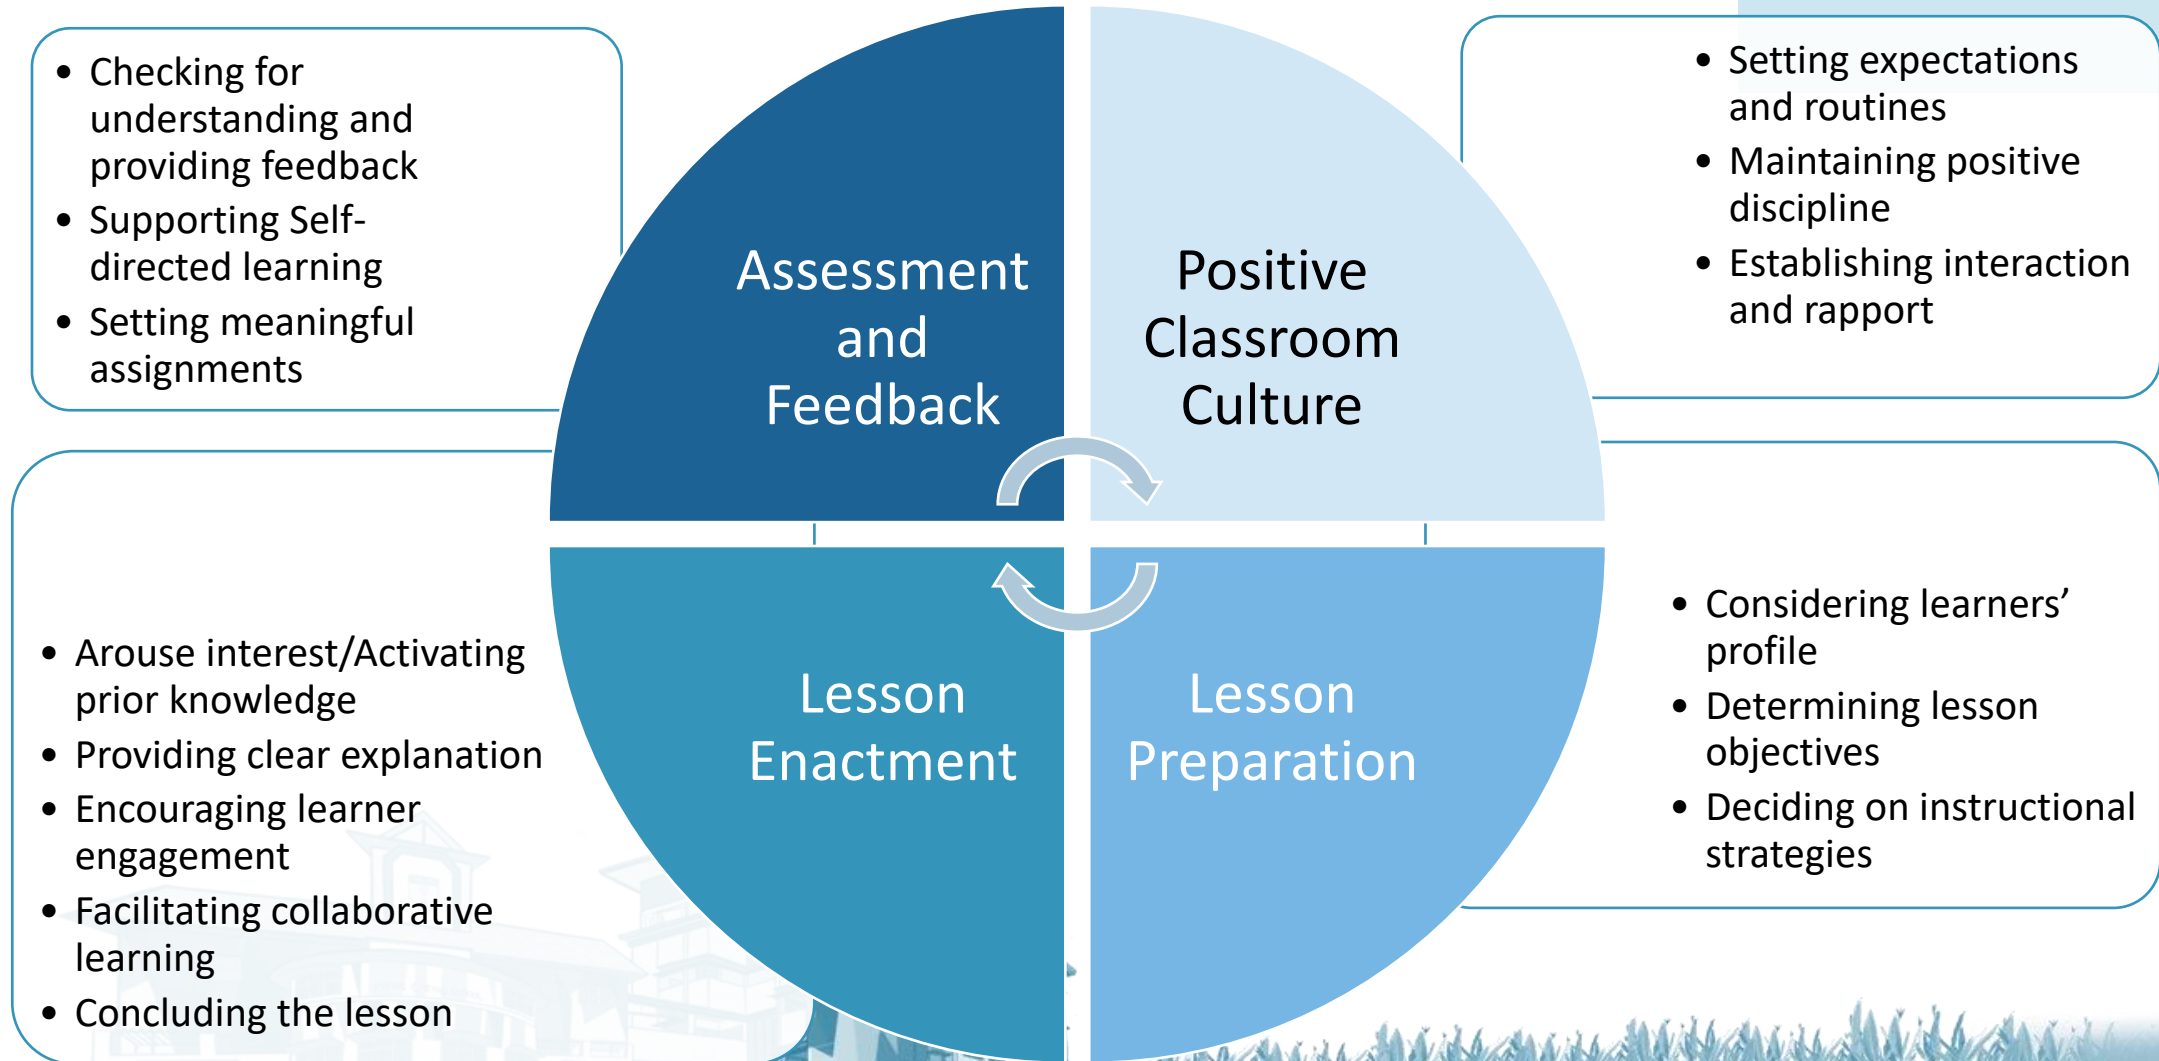 • Checking for
understanding and
providing feedback
• Supporting Self-
directed learning
• Setting meaningful
assignments
Assessment
and
Feedback
Positive
Classroom
Culture
• Setting expectations
and routines
• Maintaining positive
discipline
• Establishing interaction
and rapport
• Arouse interest/Activating
prior knowledge
• Providing clear explanation
• Encouraging learner
engagement
• Facilitating collaborative
learning
• Concluding the lesson
Lesson
Enactment
Lesson
Preparation
• Considering learners’
profile
• Determining lesson
objectives
• Deciding on instructional
strategies